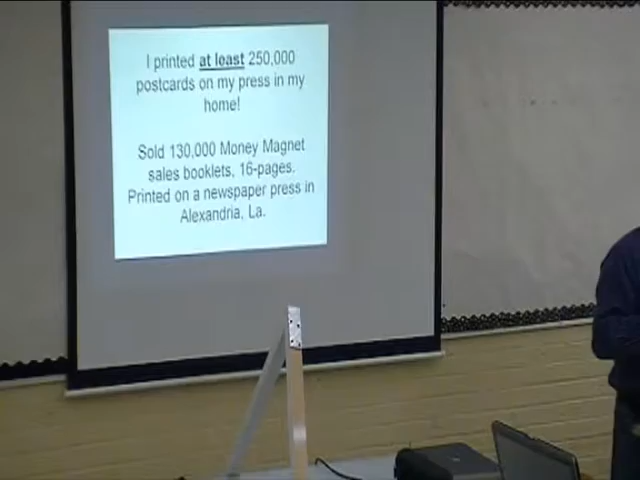 I printed at least 250,000
postcards on my press in my
home!
Sold 130,000 Money Magnet
sales booklets, 16-pages.
Printed on a newspaper press in
Alexandria, La.